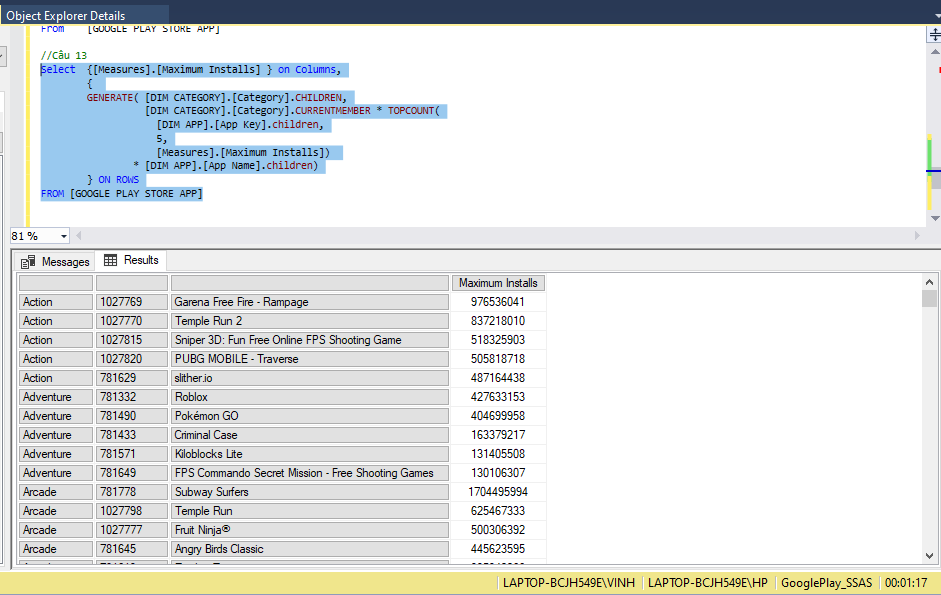 Object Explorer Details
From [GOOGLE PLAY STORE APP]
//Câu 13
Select {[Measures].[Maximum Installs] } on Columns,
{
GENERATE( [DIM CATEGORY].[Category].CHILDREN,
[DIM CATEGORY].[Category].CURRENTMEMBER * TOPCOUNT(
[DIM APP].[App Key].children,
5,
[Measures].[Maximum Installs])
* [DIM APP].[App Name].children)
} ON ROWS
FROM [GOOGLE PLAY STORE APP]
81 %
Messages Results
Maximum Installs
Action 1027769 Garena Free Fire - Rampage 976536041
Action 1027770 Temple Run 2 837218010
Action 1027815 Sniper 3D: Fun Free Online FPS Shooting Game 518325903
Action 1027820 PUBG MOBILE - Traverse 505818718
Action 781629 slither.io 487164438
Adventure 781332 Roblox 427633153
Adventure 781490 Pokémon GO 404699958
Adventure 781433 Criminal Case 163379217
Adventure 781571 Kiloblocks Lite 131405508
Adventure 781649 FPS Commando Secret Mission - Free Shooting Games 130106307
Arcade 781778 Subway Surfers 1704495994
Arcade 1027798 Temple Run 625467333
Arcade 1027777 Fruit Ninja® 500306392
Arcade 781645 Angry Birds Classic 445623595
LAPTOP-BCJH549E\VINH LAPTOP-BCJH549E\HP GooglePlay_SSAS 00:01:17